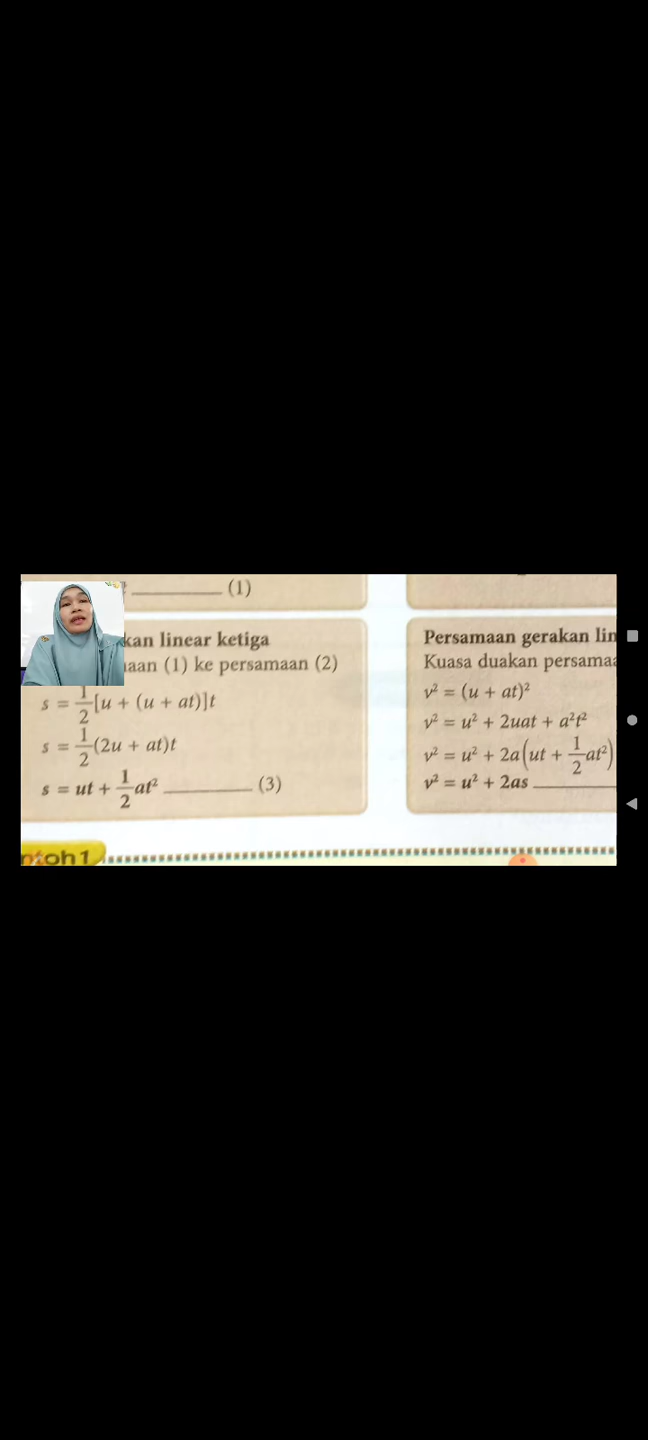 (1)
kan linear ketiga
aan (1) ke persamaan (2)
s = 1/2[u + (u + at)]t
s = 1/2(2u + at)t
s = ut + 1/2at² ________ (3)
Persamaan gerakan lin
Kuasa duakan persamaa
v² = (u + at)²
v² = u² + 2uat + a²t²
v² = u² + 2a(ut + 1/2at²)
v² = u² + 2as ________
ntoh 1